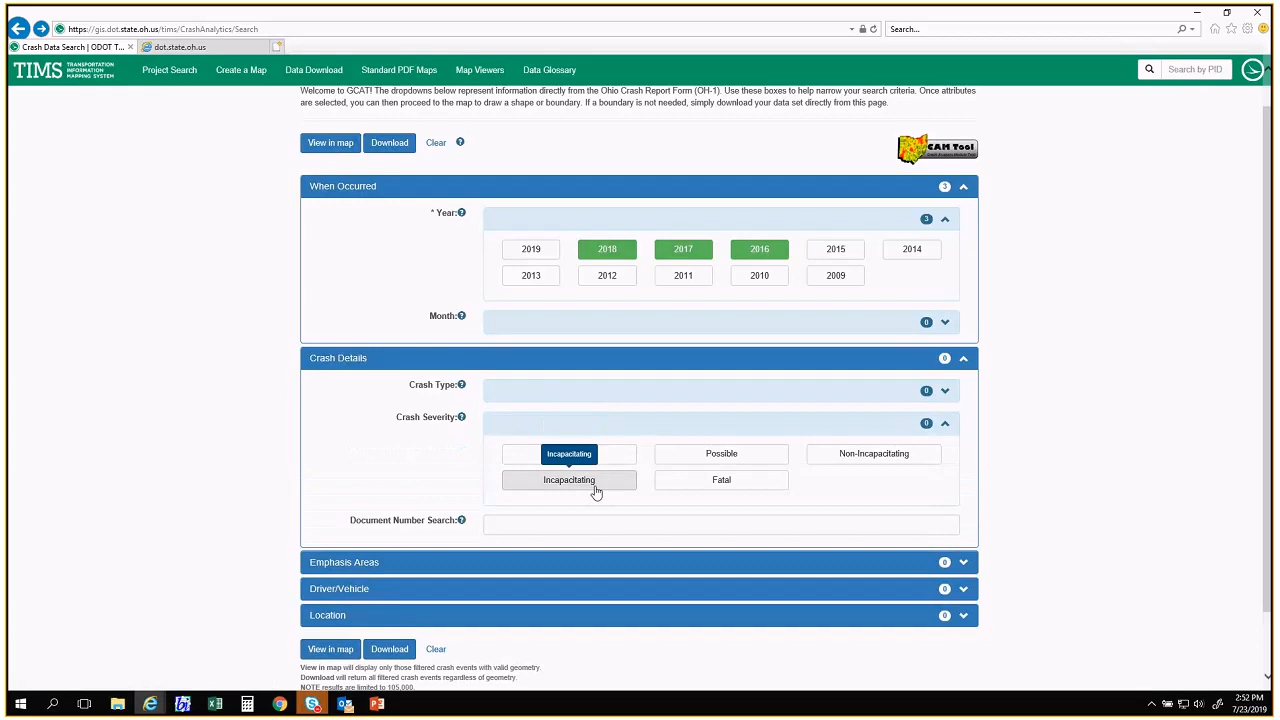 https://gis.dot.state.oh.us/tims/CrashAnalytics/Search
Search...
Crash Data Search | ODOT T...
dot.state.oh.us
TIMS TRANSPORTATION INFORMATION MAPPING SYSTEM
Project Search
Create a Map
Data Download
Standard PDF Maps
Map Viewers
Data Glossary
Search by PID
Welcome to GCAT! The dropdowns below represent information directly from the Ohio Crash Report Form (OH-1). Use these boxes to help narrow your search criteria. Once attributes
are selected, you can then proceed to the map to draw a shape or boundary. If a boundary is not needed, simply download your data set directly from this page.
View in map
Download
Clear
CAM Tool
When Occurred
3
* Year:
3
2019
2018
2017
2016
2015
2014
2013
2012
2011
2010
2009
Month:
0
Crash Details
0
Crash Type:
0
Crash Severity:
0
Incapacitating
Possible
Non-Incapacitating
Incapacitating
Fatal
Document Number Search:
Emphasis Areas
0
Driver/Vehicle
0
Location
0
View in map
Download
Clear
View in map will display only those filtered crash events with valid geometry.
Download will return all filtered crash events regardless of geometry.
NOTE results are limited to 105,000.
2:52 PM
7/23/2019